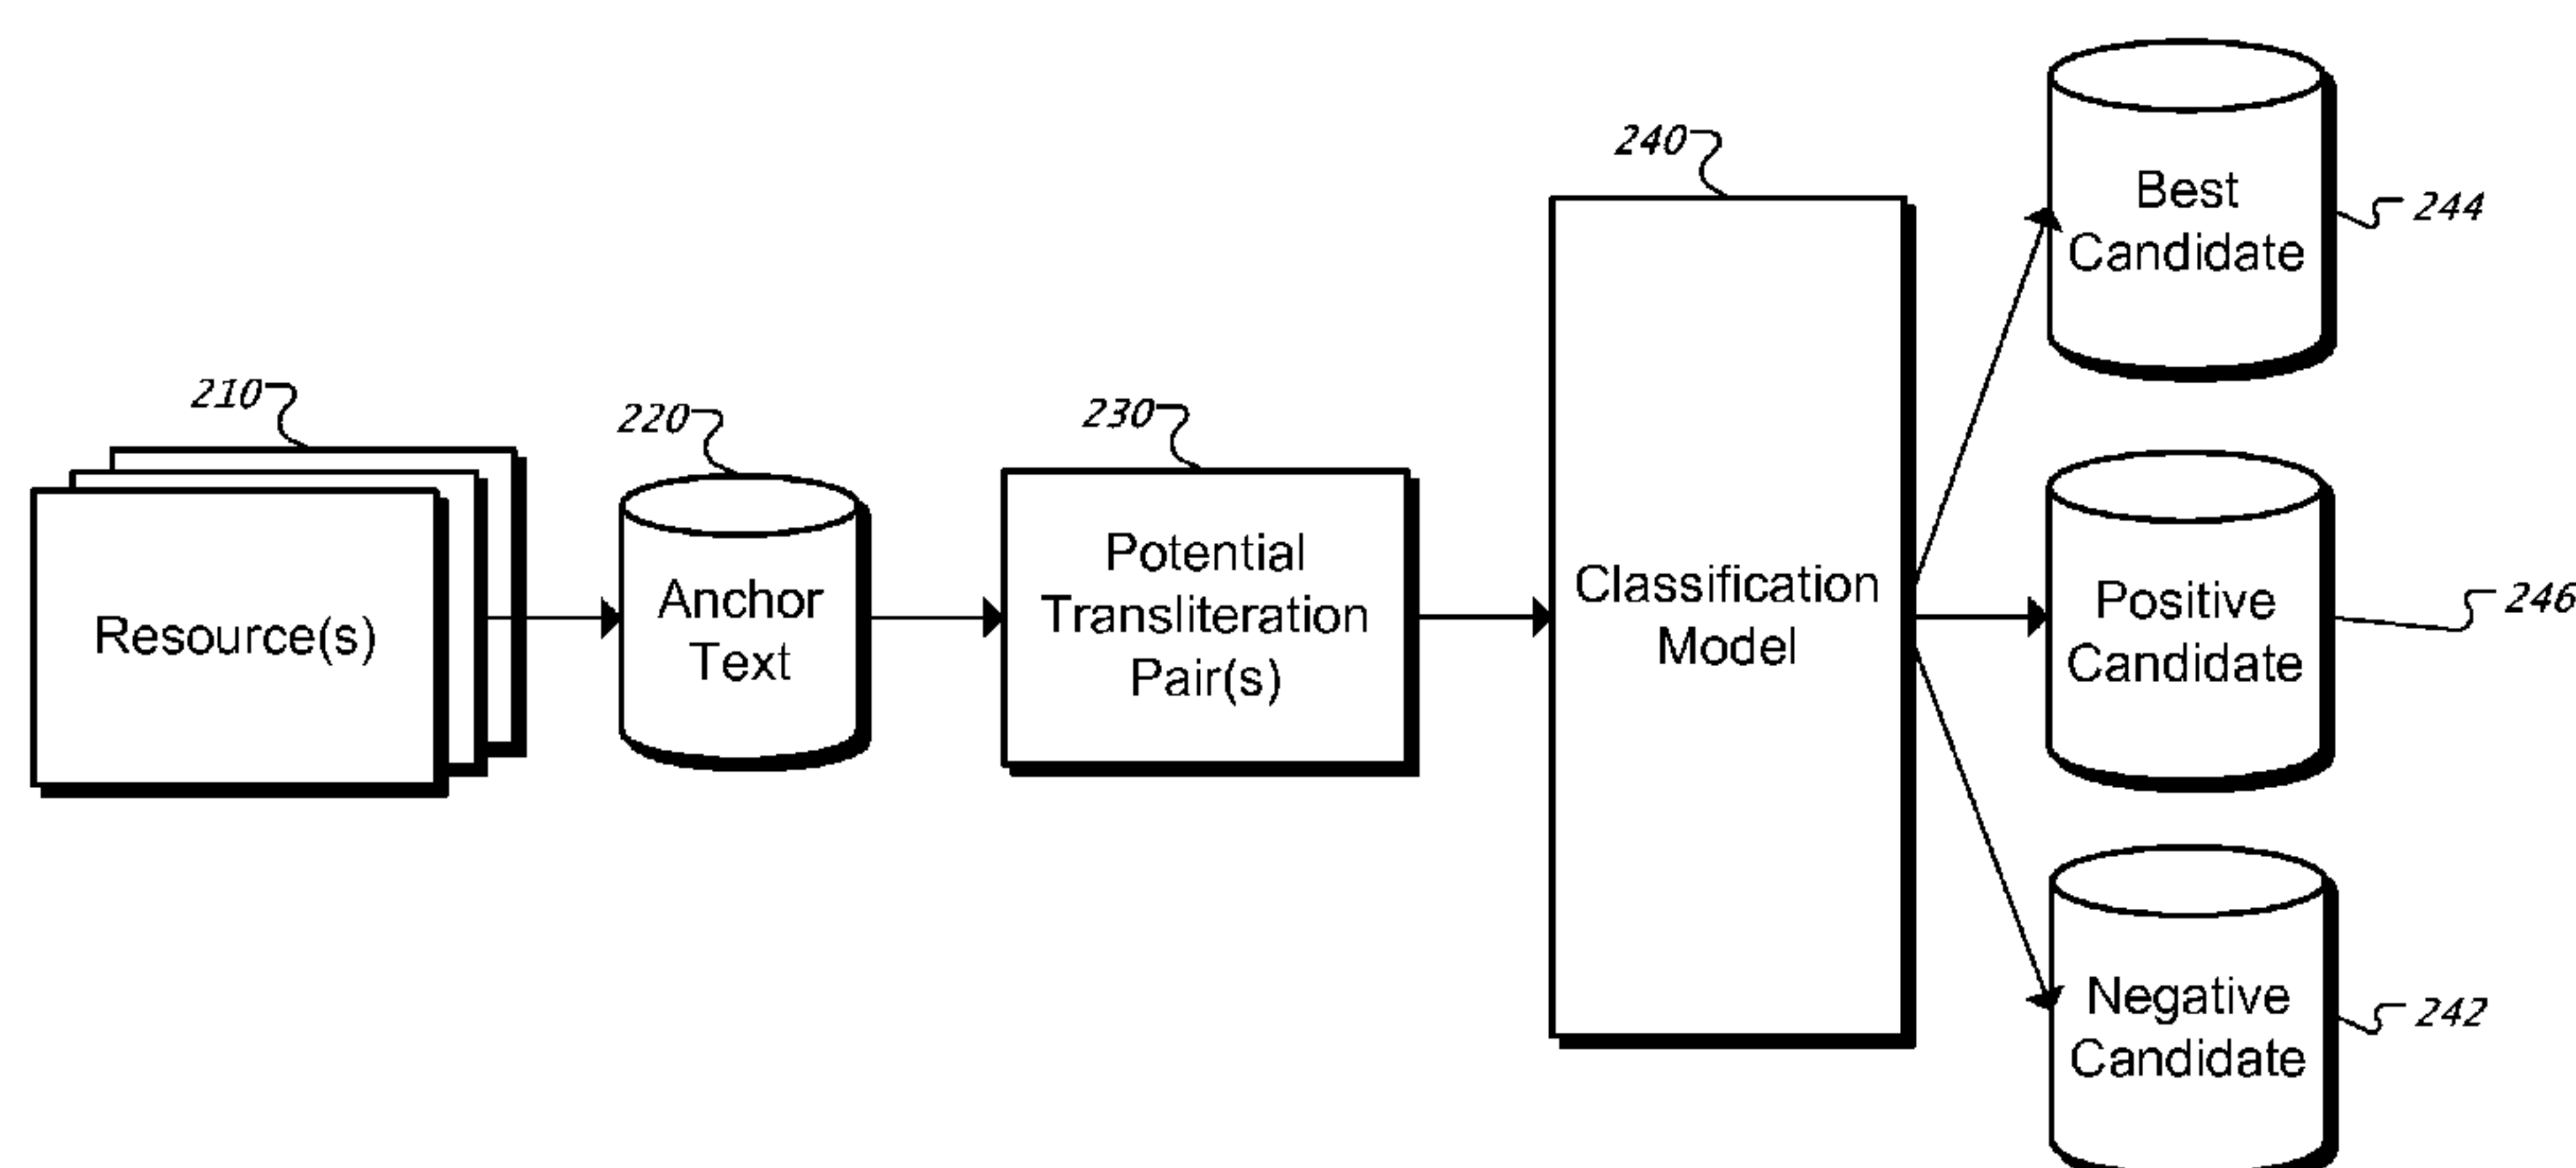 210
Resource(s)
220
Anchor
Text
230
Potential
Transliteration
Pair(s)
240
Classification
Model
Best
Candidate
244
Positive
Candidate
246
Negative
Candidate
242